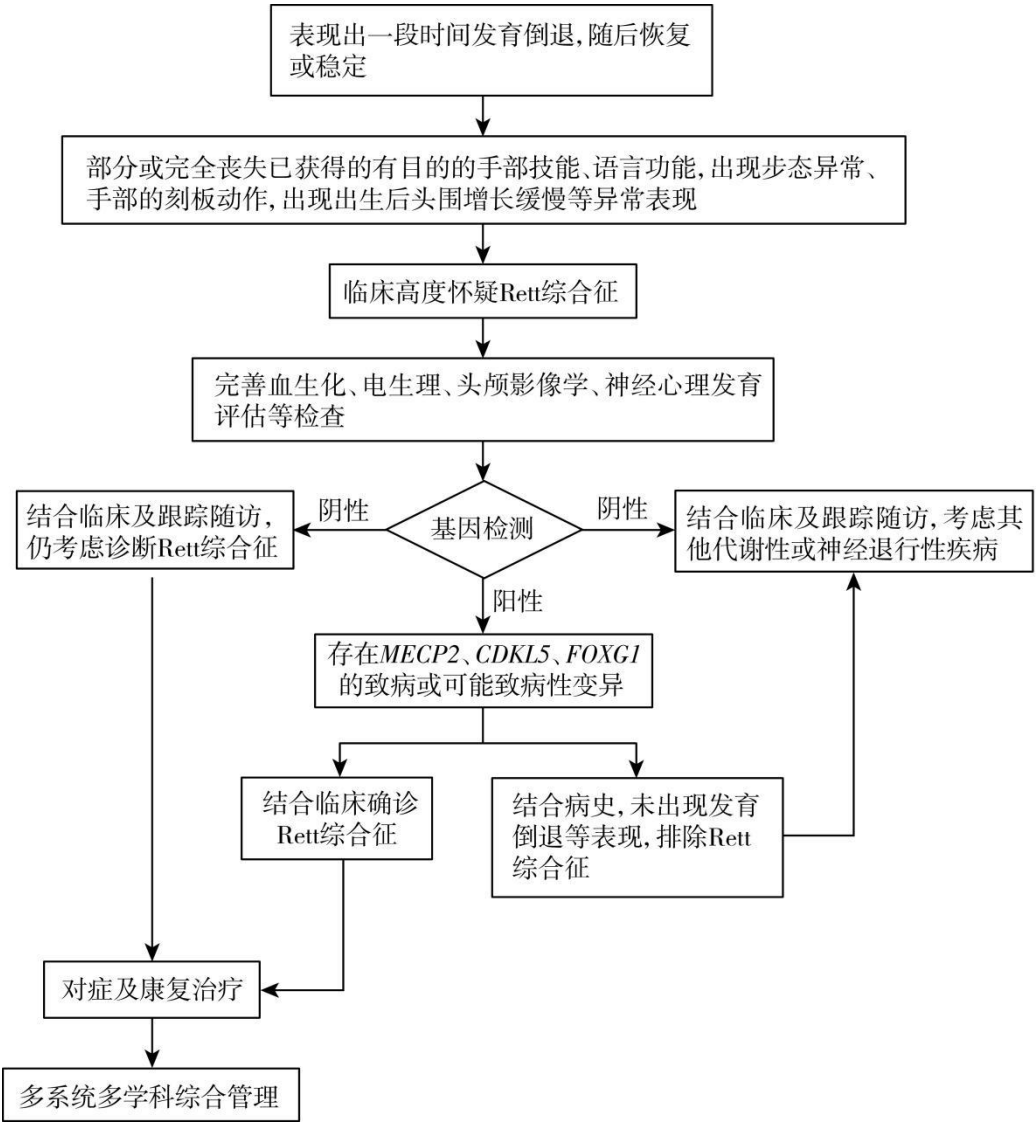 表现出一段时间发育倒退,随后恢复
或稳定
部分或完全丧失已获得的有目的的手部技能、语言功能,出现步态异常、
手部的刻板动作,出现出生后头围增长缓慢等异常表现
临床高度怀疑Rett综合征
完善血生化、电生理、头颅影像学、神经心理发育
评估等检查
结合临床及跟踪随访,
仍考虑诊断Rett综合征
阴性
基因检测
阴性
结合临床及跟踪随访,考虑其
他代谢性或神经退行性疾病
阳性
存在MECP2、CDKL5、FOXG1
的致病或可能致病性变异
结合临床确诊
Rett综合征
结合病史,未出现发育
倒退等表现,排除Rett
综合征
对症及康复治疗
多系统多学科综合管理